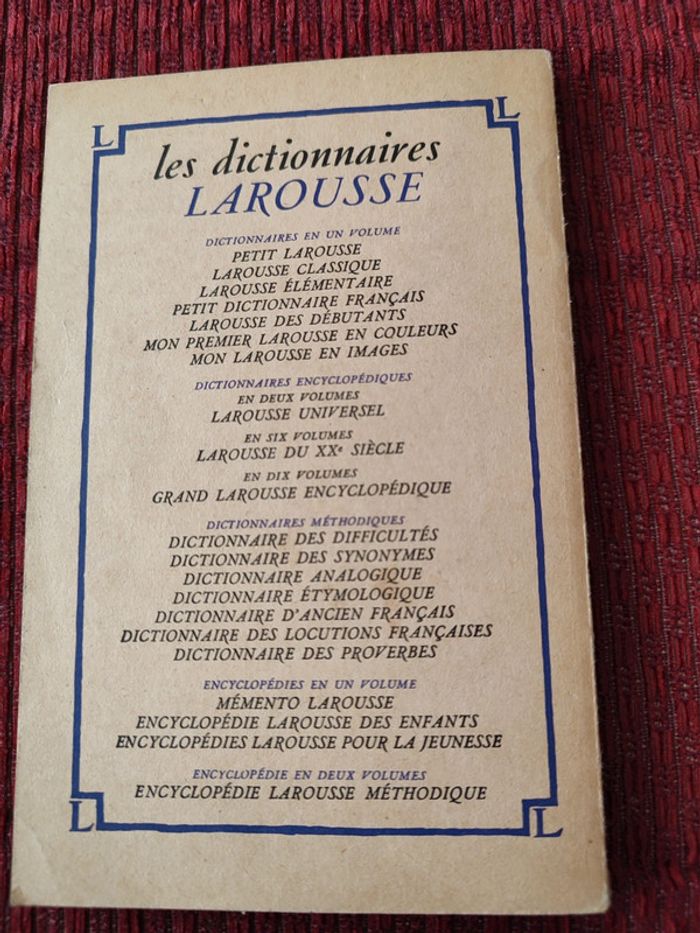 L L
les dictionnaires
LAROUSSE
DICTIONNAIRES EN UN VOLUME
PETIT LAROUSSE
LAROUSSE CLASSIQUE
LAROUSSE ÉLÉMENTAIRE
PETIT DICTIONNAIRE FRANÇAIS
LAROUSSE DES DÉBUTANTS
MON PREMIER LAROUSSE EN COULEURS
MON LAROUSSE EN IMAGES
DICTIONNAIRES ENCYCLOPÉDIQUES
EN DEUX VOLUMES
LAROUSSE UNIVERSEL
EN SIX VOLUMES
LAROUSSE DU XXe SIÈCLE
EN DIX VOLUMES
GRAND LAROUSSE ENCYCLOPÉDIQUE
DICTIONNAIRES MÉTHODIQUES
DICTIONNAIRE DES DIFFICULTÉS
DICTIONNAIRE DES SYNONYMES
DICTIONNAIRE ANALOGIQUE
DICTIONNAIRE ÉTYMOLOGIQUE
DICTIONNAIRE D'ANCIEN FRANÇAIS
DICTIONNAIRE DES LOCUTIONS FRANÇAISES
DICTIONNAIRE DES PROVERBES
ENCYCLOPÉDIES EN UN VOLUME
MÉMENTO LAROUSSE
ENCYCLOPÉDIE LAROUSSE DES ENFANTS
ENCYCLOPÉDIES LAROUSSE POUR LA JEUNESSE
ENCYCLOPÉDIE EN DEUX VOLUMES
ENCYCLOPÉDIE LAROUSSE MÉTHODIQUE
L L